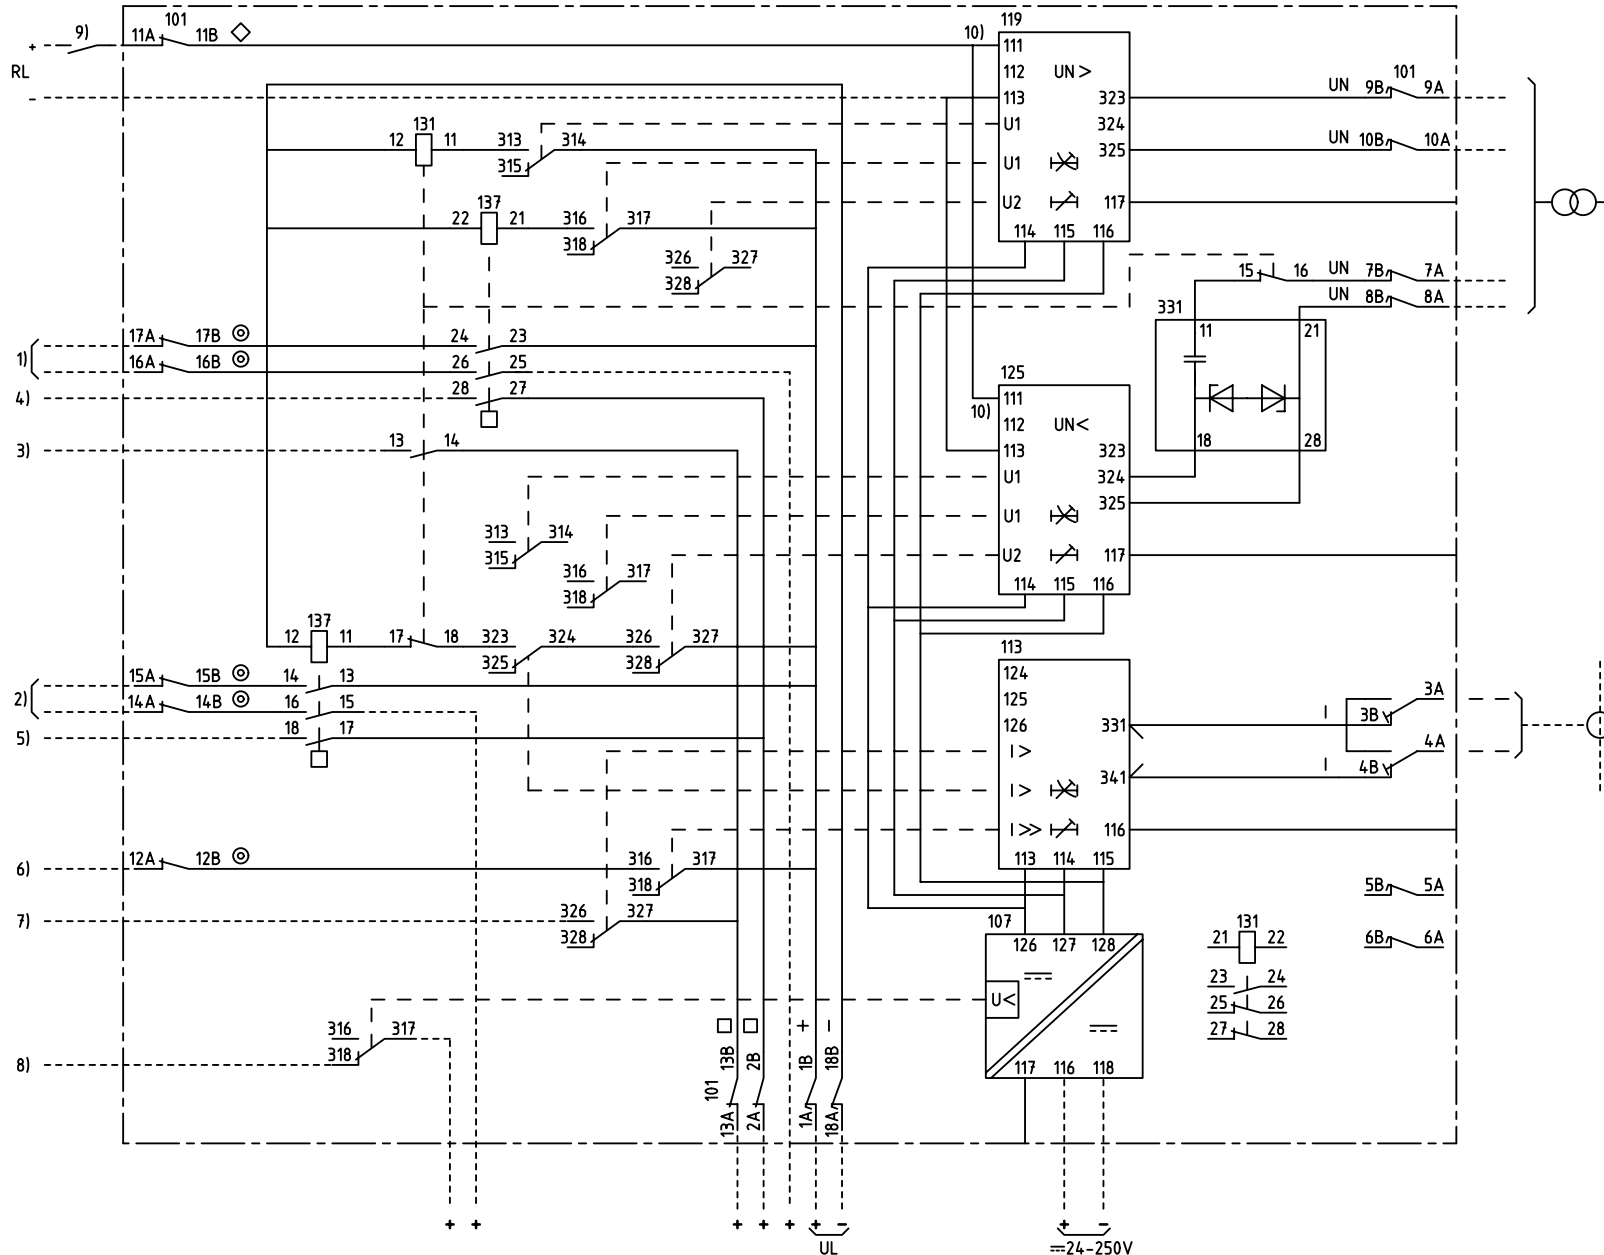 101
119
9)
11A
11B
10)
111
+
RL
112
UN >
101
-
113
323
UN
9B
9A
131
U1
324
12
11
313
314
325
UN
10B
10A
315
U1
137
U2
117
22
21
316
317
318
114
115
116
326
327
15
16
UN
7B
7A
328
UN
8B
8A
331
11
21
17A
17B
24
23
1)
16A
16B
26
25
125
28
27
111
4)
10)
112
UN<
3)
13
14
113
323
18
28
U1
324
325
313
314
U1
315
U2
117
316
317
318
114
115
116
137
12
11
17
18
323
324
326
327
113
325
328
124
15A
15B
14
13
2)
125
3A
14A
14B
16
15
3B
5)
18
17
126
331
I >
4A
341
4B
I >
I >>
116
12A
12B
316
317
113
114
115
6)
318
5B
5A
7)
326
327
107
131
328
126
127
128
21
22
6B
6A
23
24
U<
25
26
316
317
27
28
318
8)
13B
2B
+
1B
-
18B
117
116
118
101
13A
2A
1A
18A
+
+
+
+
+
+
-
+
-
UL
24-250V